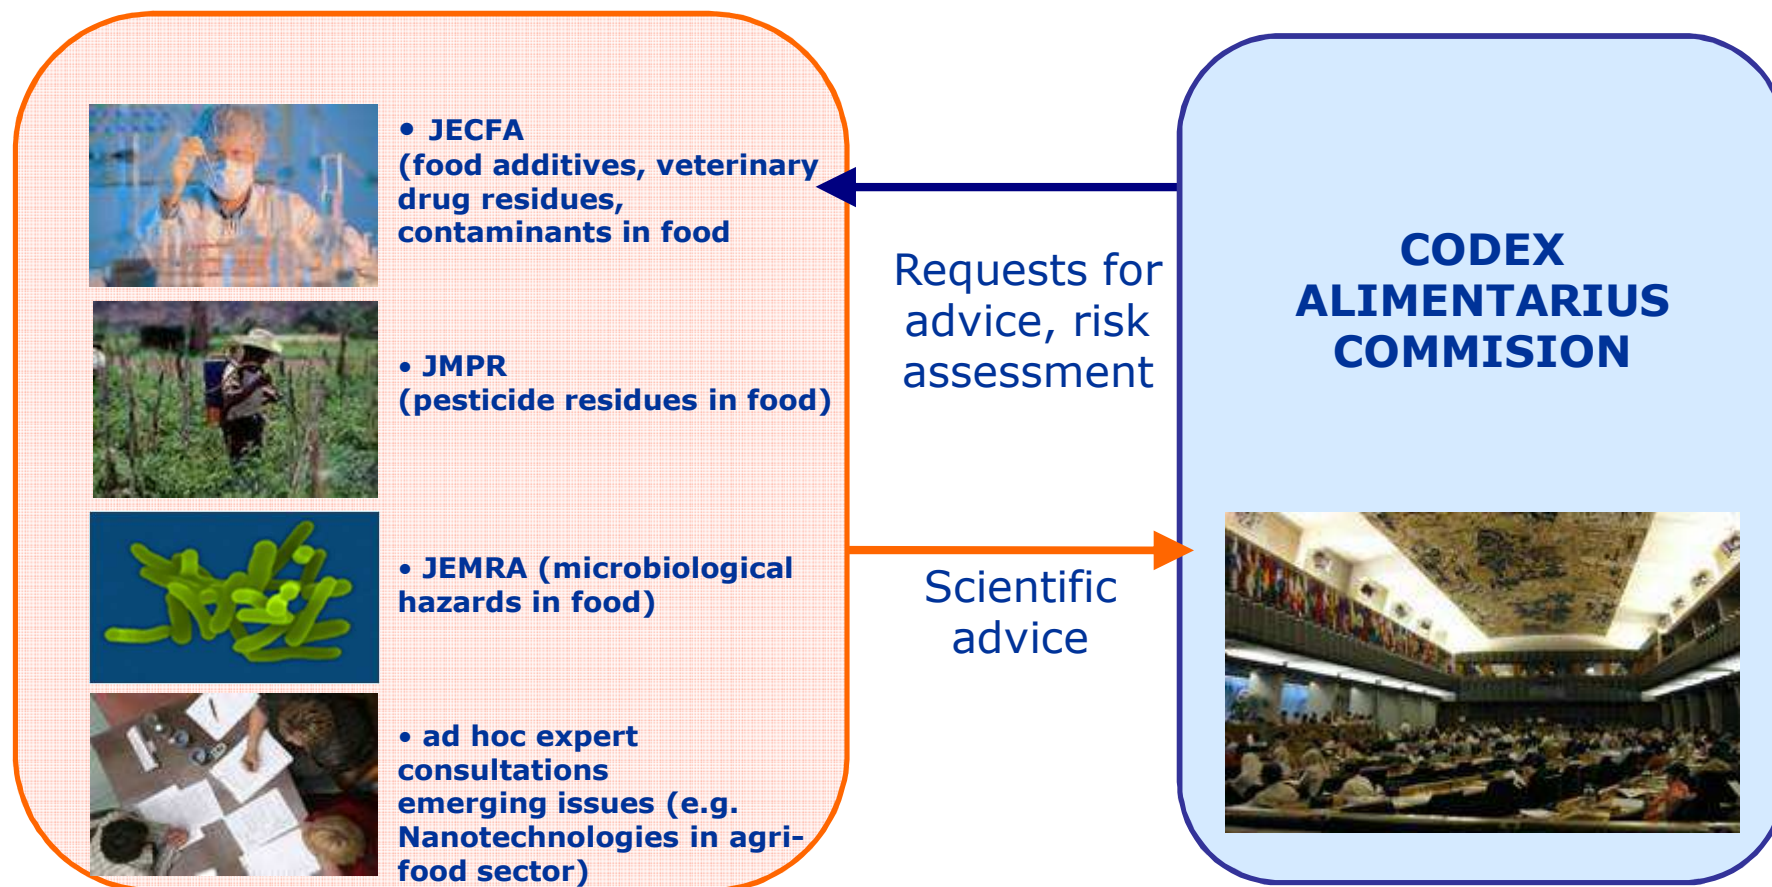 • JECFA
(food additives, veterinary
drug residues,
contaminants in food
• JMPR
(pesticide residues in food)
• JEMRA (microbiological
hazards in food)
• ad hoc expert
consultations
emerging issues (e.g.
Nanotechnologies in agri-
food sector)
Requests for
advice, risk
assessment
Scientific
advice
CODEX
ALIMENTARIUS
COMMISION